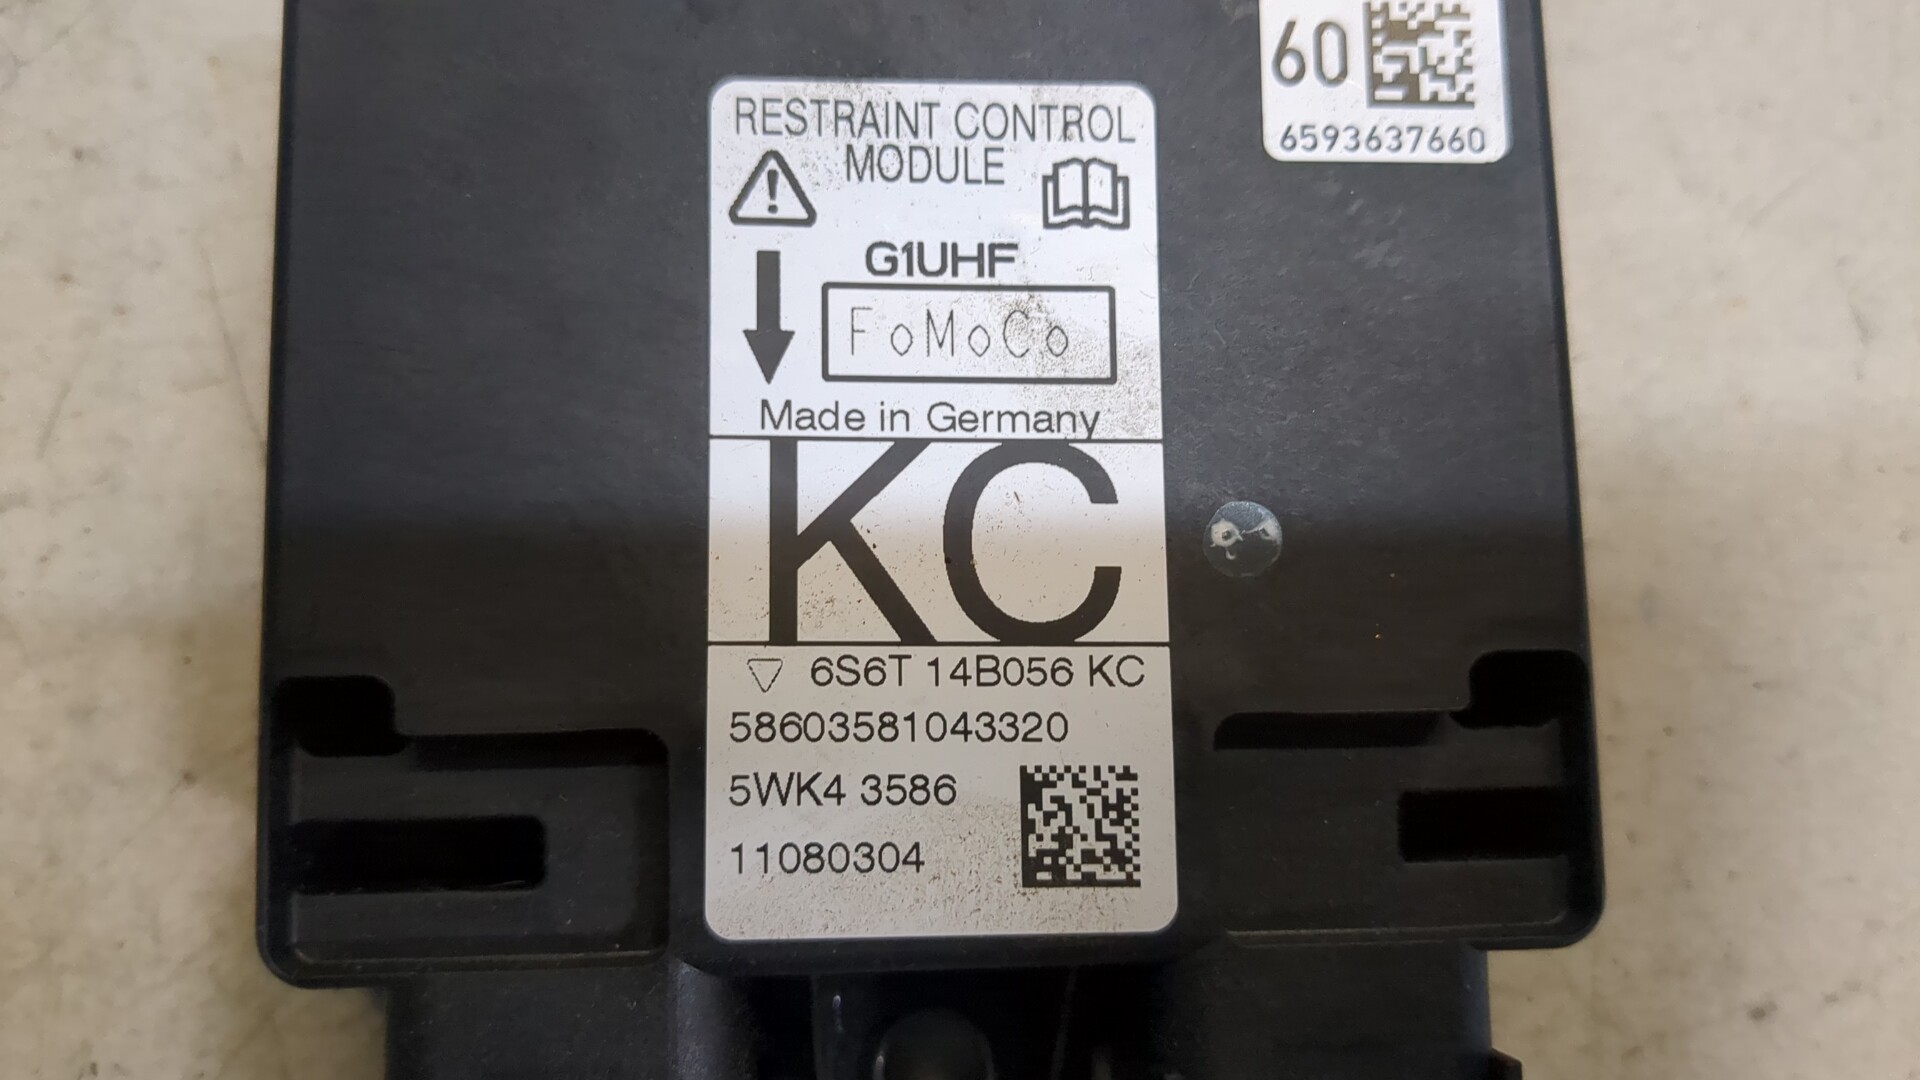 60
6593637660
RESTRAINT CONTROL
MODULE
G1UHF
FoMoCo
Made in Germany
KC
6S6T 14B056 KC
58603581043320
5WK4 3586
11080304